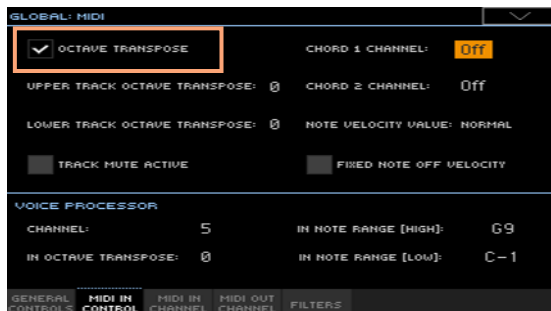 GLOBAL: MIDI
OCTAVE TRANSPOSE CHORD 1 CHANNEL: Off
UPPER TRACK OCTAVE TRANSPOSE: 0 CHORD 2 CHANNEL: Off
LOWER TRACK OCTAVE TRANSPOSE: 0 NOTE VELOCITY VALUE: NORMAL
TRACK MUTE ACTIVE FIXED NOTE OFF VELOCITY
VOICE PROCESSOR
CHANNEL: 5 IN NOTE RANGE [HIGH]: G9
IN OCTAVE TRANSPOSE: 0 IN NOTE RANGE [LOW]: C-1
GENERAL MIDI IN MIDI IN MIDI OUT FILTERS
CONTROLS CONTROL CHANNEL CHANNEL